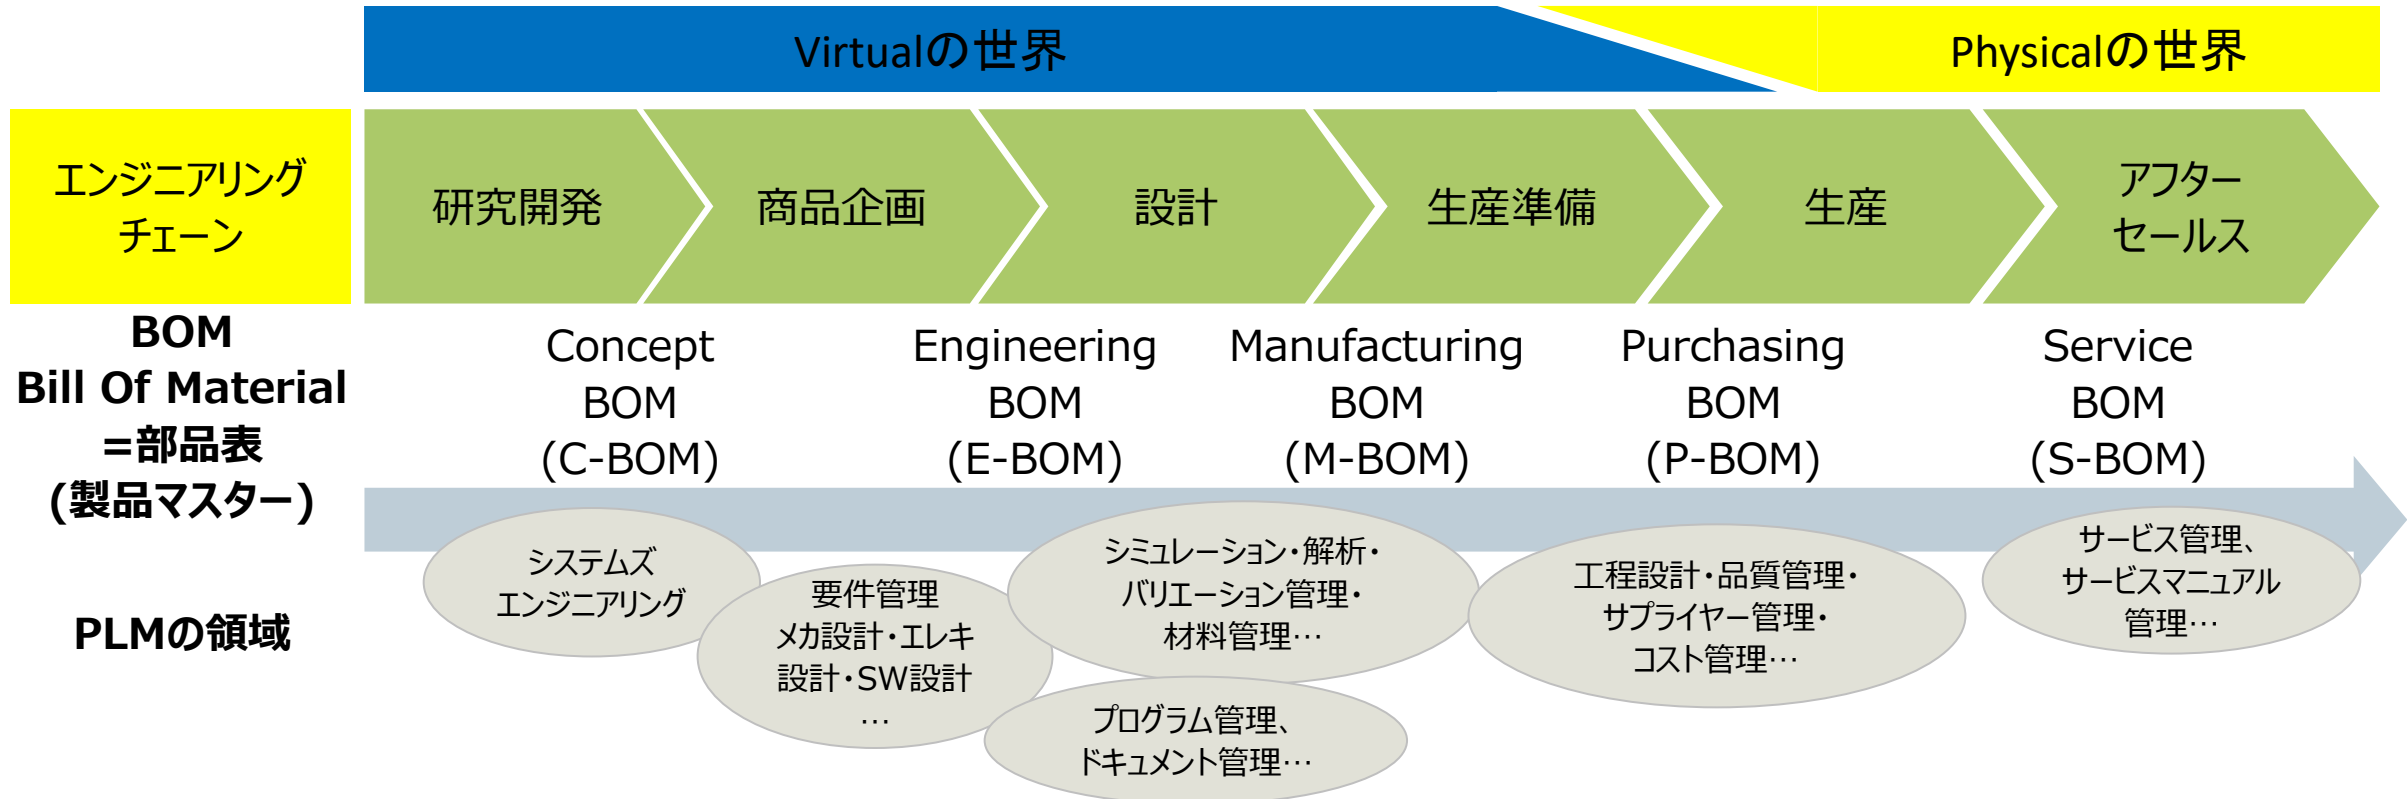 Virtualの世界
Physicalの世界
エンジニアリング
チェーン
研究開発
商品企画
設計
生産準備
生産
アフター
セールス
BOM
Bill Of Material
=部品表
(製品マスター)
Concept
BOM
(C-BOM)
Engineering
BOM
(E-BOM)
Manufacturing
BOM
(M-BOM)
Purchasing
BOM
(P-BOM)
Service
BOM
(S-BOM)
PLMの領域
システムズ
エンジニアリング
要件管理
メカ設計・エレキ
設計・SW設計
…
シミュレーション・解析・
バリエーション管理・
材料管理…
プログラム管理、
ドキュメント管理…
工程設計・品質管理・
サプライヤー管理・
コスト管理…
サービス管理、
サービスマニュアル
管理…